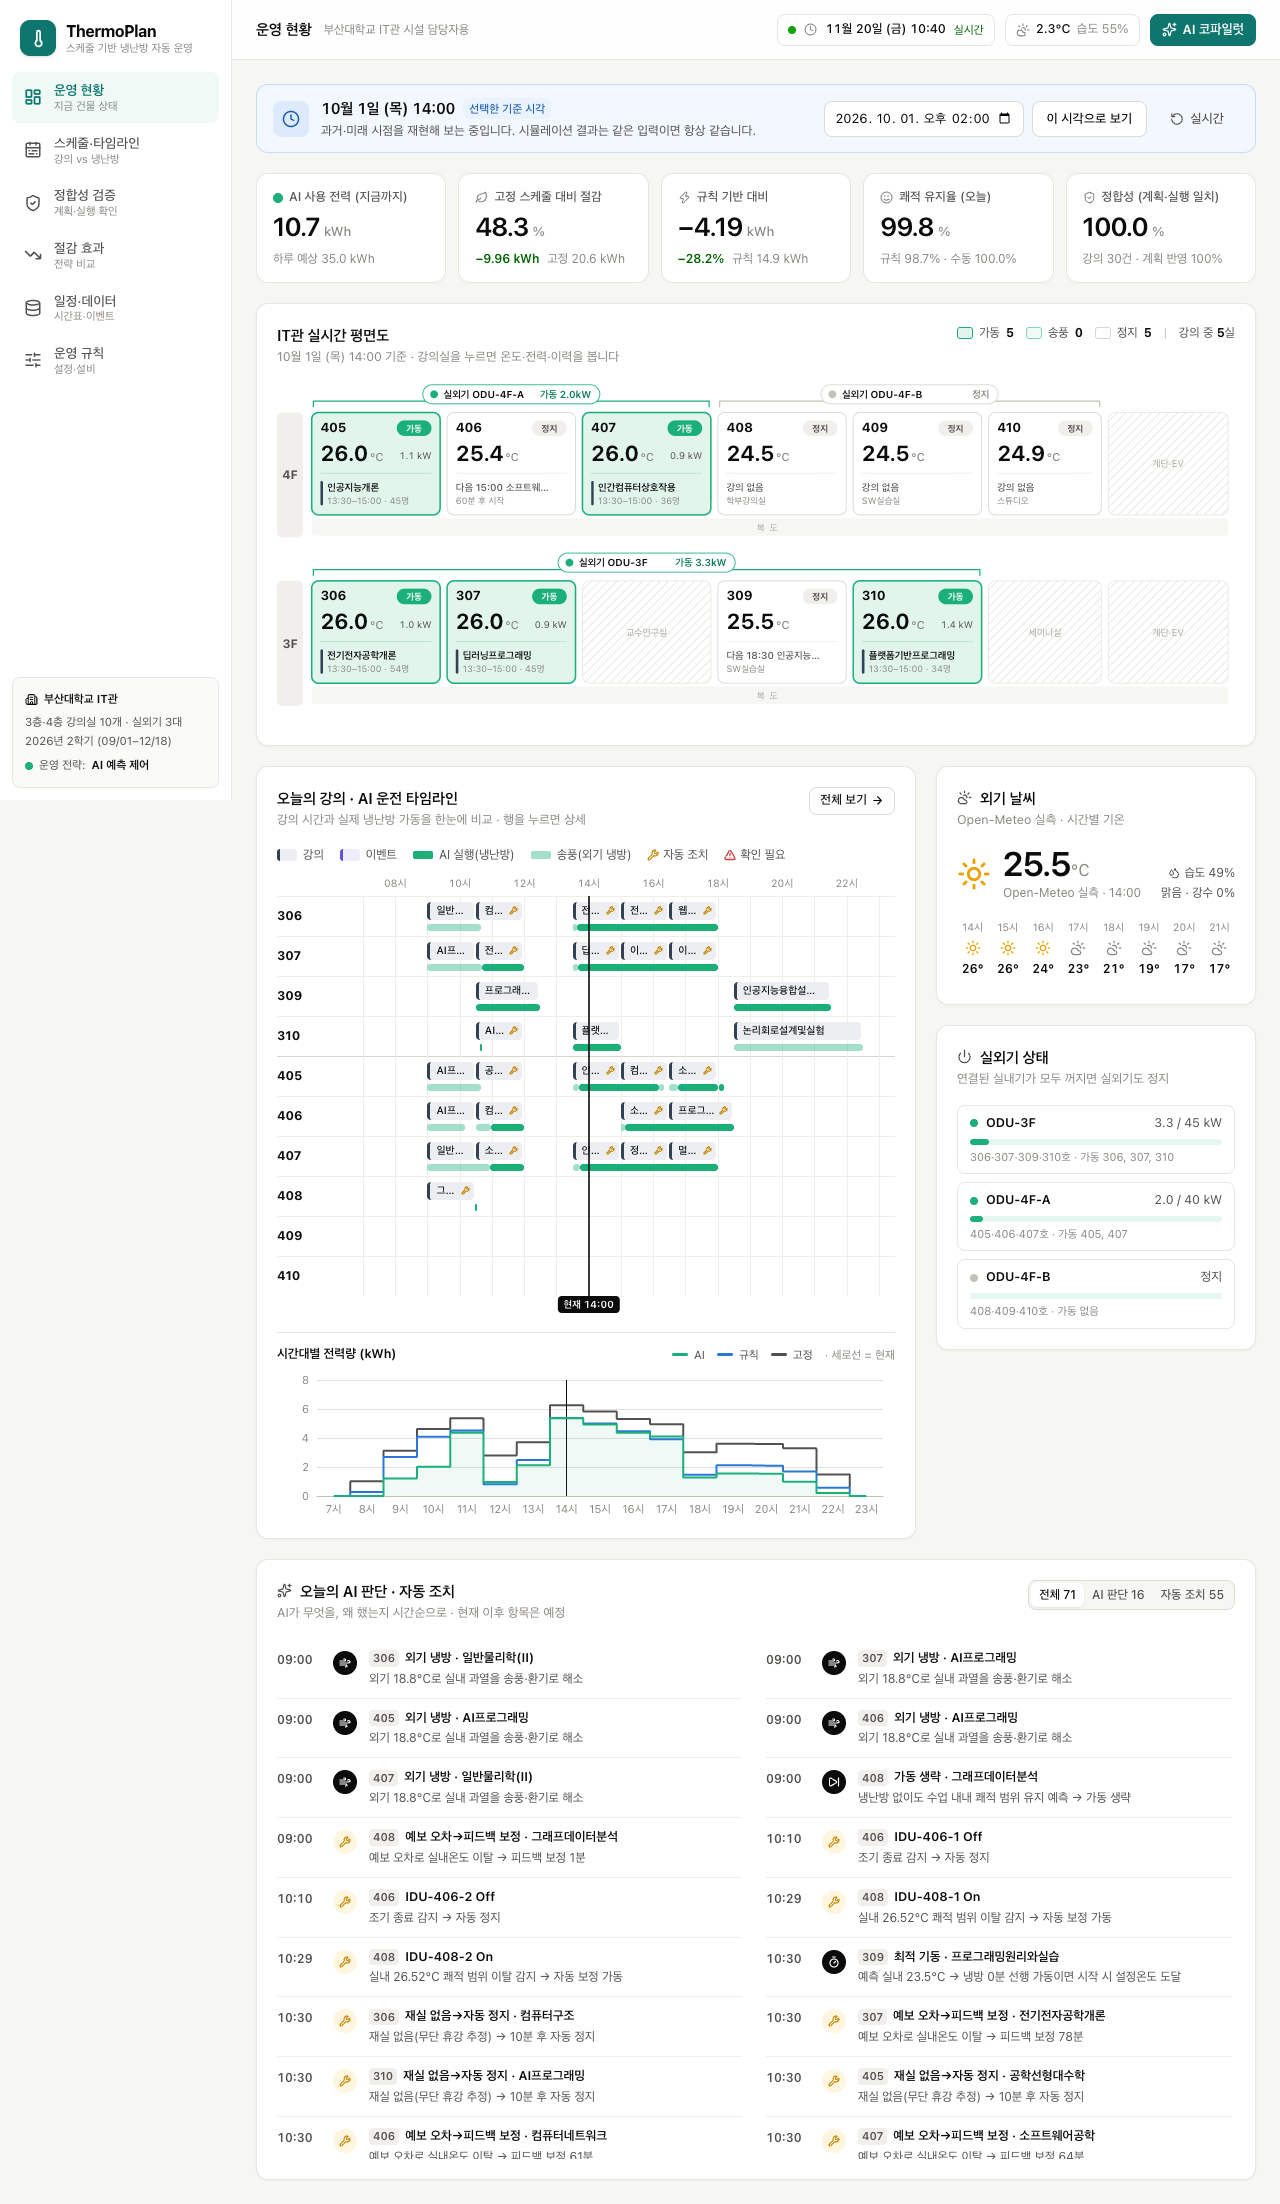 ThermoPlan
스케줄 기반 냉난방 자동 운영
운영 현황
지금 건물 상태
스케줄·타임라인
강의 vs 냉난방
정합성 검증
계획·실행 확인
절감 효과
전략 비교
일정·데이터
시간표·이벤트
운영 규칙
설정·설비
부산대학교 IT관
3층·4층 강의실 10개 · 실외기 3대
2026년 2학기 (09/01–12/18)
운영 전략: AI 예측 제어
운영 현황 부산대학교 IT관 시설 담당자용
11월 20일 (금) 10:40 실시간
2.3°C 습도 55%
AI 코파일럿
10월 1일 (목) 14:00 선택한 기준 시각
과거·미래 시점을 재현해 보는 중입니다. 시뮬레이션 결과는 같은 입력이면 항상 같습니다.
2026. 10. 01. 오후 02:00
이 시각으로 보기
실시간
AI 사용 전력 (지금까지)
10.7 kWh
하루 예상 35.0 kWh
고정 스케줄 대비 절감
48.3 %
−9.96 kWh 고정 20.6 kWh
규칙 기반 대비
−4.19 kWh
−28.2% 규칙 14.9 kWh
쾌적 유지율 (오늘)
99.8 %
규칙 98.7% · 수동 100.0%
정합성 (계획·실행 일치)
100.0 %
강의 30건 · 계획 반영 100%
IT관 실시간 평면도
10월 1일 (목) 14:00 기준 · 강의실을 누르면 온도·전력·이력을 봅니다
가동 5 송풍 0 정지 5 | 강의 중 5실
실외기 ODU-4F-A 가동 2.0kW
실외기 ODU-4F-B 정지
4F
405 가동
26.0°C 1.1 kW
인공지능개론
13:30–15:00 · 45명
406 정지
25.4°C
다음 15:00 소프트웨…
60분 후 시작
407 가동
26.0°C 0.9 kW
인간컴퓨터상호작용
13:30–15:00 · 36명
408 정지
24.5°C
강의 없음
학부강의실
409 정지
24.5°C
강의 없음
SW실습실
410 정지
24.9°C
강의 없음
스튜디오
계단·EV
복 도
실외기 ODU-3F 가동 3.3kW
3F
306 가동
26.0°C 1.0 kW
전기전자공학개론
13:30–15:00 · 54명
307 가동
26.0°C 0.9 kW
딥러닝프로그래밍
13:30–15:00 · 45명
교수연구실
309 정지
25.5°C
다음 18:30 인공지능…
SW실습실
310 가동
26.0°C 1.4 kW
플랫폼기반프로그래밍
13:30–15:00 · 34명
세미나실
계단·EV
복 도
오늘의 강의 · AI 운전 타임라인
강의 시간과 실제 냉난방 가동을 한눈에 비교 · 행을 누르면 상세
전체 보기 →
강의 이벤트 AI 실행(냉난방) 송풍(외기 냉방) 자동 조치 확인 필요
08시 10시 12시 14시 16시 18시 20시 22시
306 일반… 컴… 전… 전… 웹…
307 AI프… 전… 딥… 이… 이…
309 프로그래… 인공지능융합설…
310 AI… 플랫… 논리회로설계및실험
405 AI프… 공… 인… 컴… 소…
406 AI프… 컴… 소… 프로그…
407 일반… 소… 인… 정… 멀…
408 그…
409
410
현재 14:00
시간대별 전력량 (kWh)
AI 규칙 고정 · 세로선 = 현재
8
6
4
2
0
7시 8시 9시 10시 11시 12시 13시 14시 15시 16시 17시 18시 19시 20시 21시 22시 23시
외기 날씨
Open-Meteo 실측 · 시간별 기온
25.5°C
Open-Meteo 실측 · 14:00
습도 49%
맑음 · 강수 0%
14시 15시 16시 17시 18시 19시 20시 21시
26° 26° 24° 23° 21° 19° 17° 17°
실외기 상태
연결된 실내기가 모두 꺼지면 실외기도 정지
ODU-3F 3.3 / 45 kW
306·307·309·310호 · 가동 306, 307, 310
ODU-4F-A 2.0 / 40 kW
405·406·407호 · 가동 405, 407
ODU-4F-B 정지
408·409·410호 · 가동 없음
오늘의 AI 판단 · 자동 조치
AI가 무엇을, 왜 했는지 시간순으로 · 현재 이후 항목은 예정
전체 71 AI 판단 16 자동 조치 55
09:00 306 외기 냉방 · 일반물리학(II)
외기 18.8°C로 실내 과열을 송풍·환기로 해소
09:00 307 외기 냉방 · AI프로그래밍
외기 18.8°C로 실내 과열을 송풍·환기로 해소
09:00 405 외기 냉방 · AI프로그래밍
외기 18.8°C로 실내 과열을 송풍·환기로 해소
09:00 406 외기 냉방 · AI프로그래밍
외기 18.8°C로 실내 과열을 송풍·환기로 해소
09:00 407 외기 냉방 · 일반물리학(II)
외기 18.8°C로 실내 과열을 송풍·환기로 해소
09:00 408 가동 생략 · 그래프데이터분석
냉난방 없이도 수업 내내 쾌적 범위 유지 예측 → 가동 생략
09:00 408 예보 오차→피드백 보정 · 그래프데이터분석
예보 오차로 실내온도 이탈 → 피드백 보정 1분
10:10 406 IDU-406-1 Off
조기 종료 감지 → 자동 정지
10:10 406 IDU-406-2 Off
조기 종료 감지 → 자동 정지
10:29 408 IDU-408-1 On
실내 26.52°C 쾌적 범위 이탈 감지 → 자동 보정 가동
10:29 408 IDU-408-2 On
실내 26.52°C 쾌적 범위 이탈 감지 → 자동 보정 가동
10:30 309 최적 기동 · 프로그래밍원리와실습
예측 실내 23.5°C → 냉방 0분 선행 가동이면 시작 시 설정온도 도달
10:30 306 재실 없음→자동 정지 · 컴퓨터구조
재실 없음(무단 휴강 추정) → 10분 후 자동 정지
10:30 307 예보 오차→피드백 보정 · 전기전자공학개론
예보 오차로 실내온도 이탈 → 피드백 보정 78분
10:30 310 재실 없음→자동 정지 · AI프로그래밍
재실 없음(무단 휴강 추정) → 10분 후 자동 정지
10:30 405 재실 없음→자동 정지 · 공학선형대수학
재실 없음(무단 휴강 추정) → 10분 후 자동 정지
10:30 406 예보 오차→피드백 보정 · 컴퓨터네트워크
예보 오차로 실내온도 이탈 → 피드백 보정 61분
10:30 407 예보 오차→피드백 보정 · 소프트웨어공학
예보 오차로 실내온도 이탈 → 피드백 보정 64분